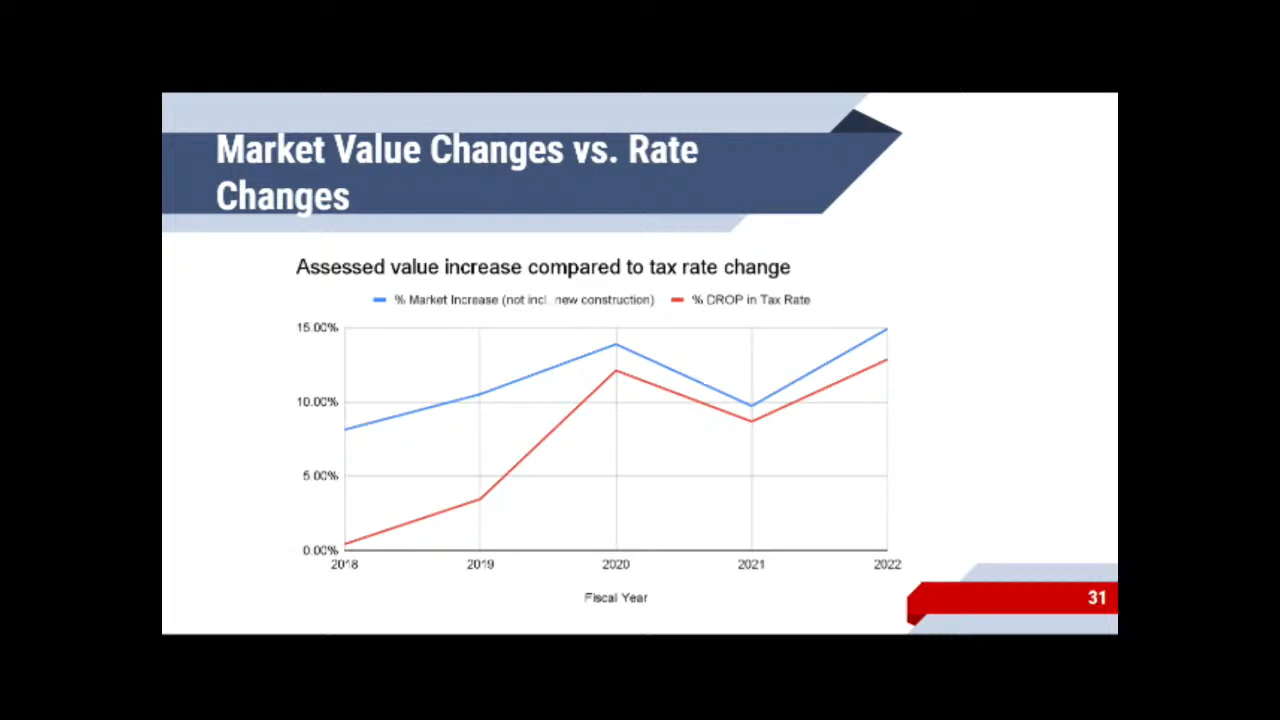 Market Value Changes vs. Rate
Changes
Assessed value increase compared to tax rate change
% Market Increase (not incl. new construction)
% DROP in Tax Rate
15.00%
10.00%
5.00%
0.00%
2018
2019
2020
2021
2022
Fiscal Year
31